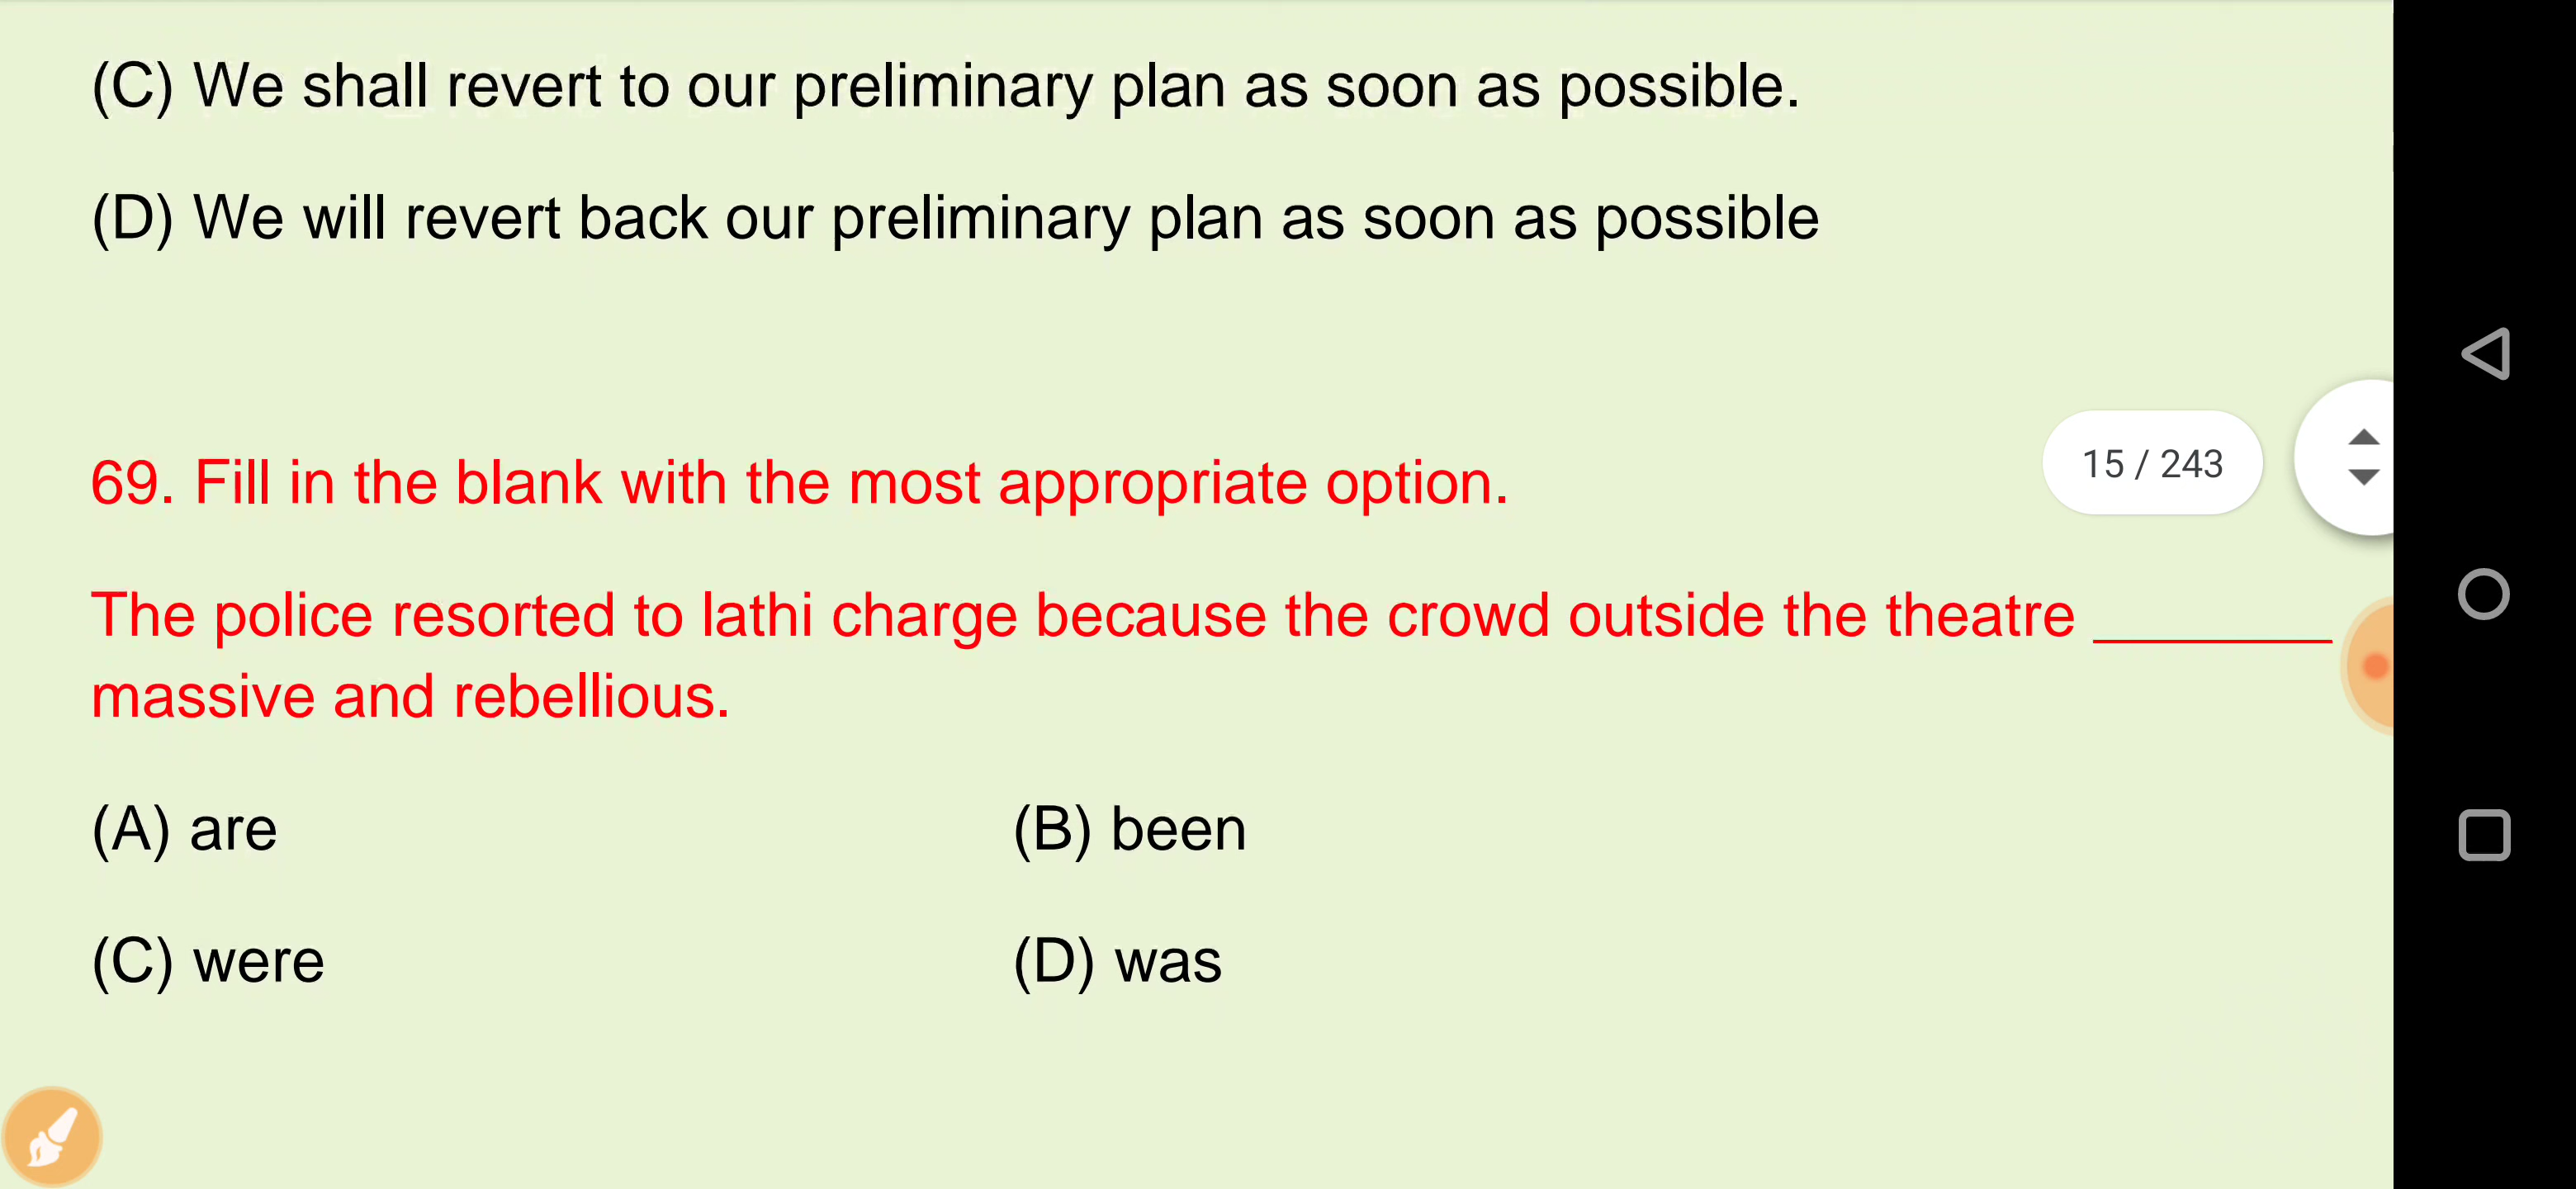 (C) We shall revert to our preliminary plan as soon as possible.
(D) We will revert back our preliminary plan as soon as possible
15 / 243
69. Fill in the blank with the most appropriate option.
The police resorted to lathi charge because the crowd outside the theatre ________
massive and rebellious.
(A) are (B) been
(C) were (D) was